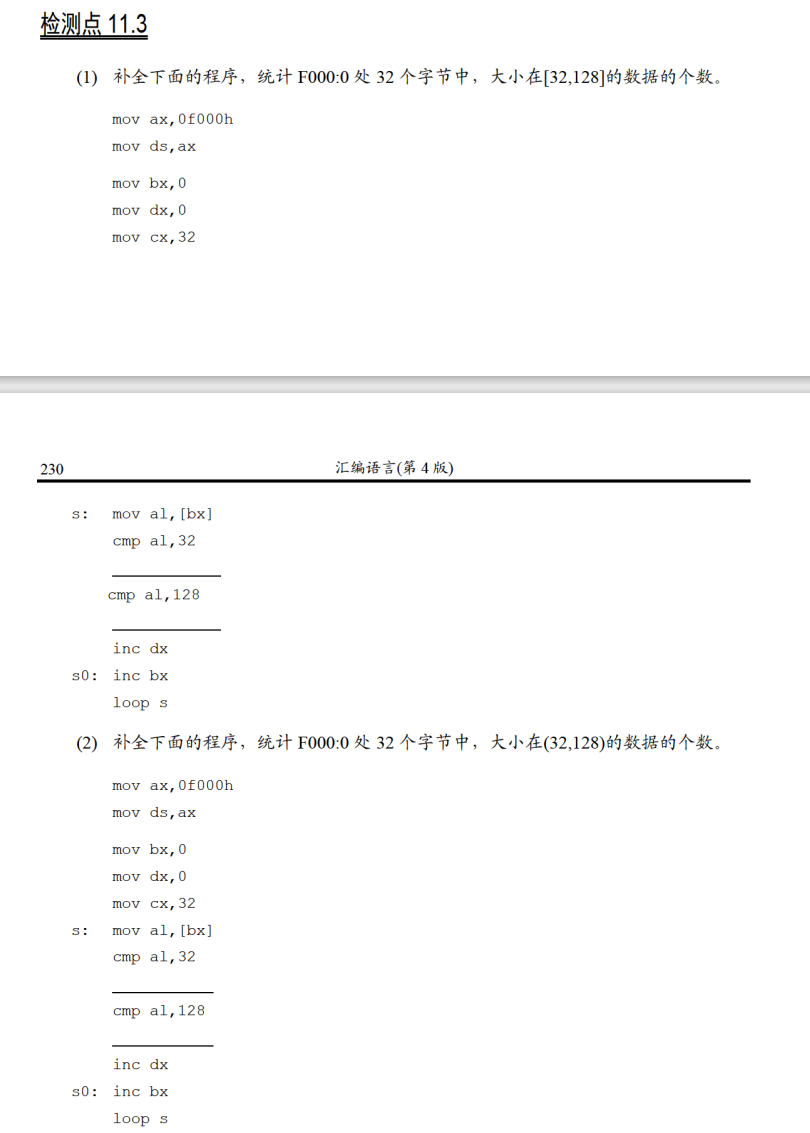 检测点 11.3
(1) 补全下面的程序，统计 F000:0 处 32 个字节中，大小在[32,128]的数据的个数。
mov ax,0f000h
mov ds,ax
mov bx,0
mov dx,0
mov cx,32
230 汇编语言(第 4 版)
s: mov al,[bx]
cmp al,32
cmp al,128
inc dx
s0: inc bx
loop s
(2) 补全下面的程序，统计 F000:0 处 32 个字节中，大小在(32,128)的数据的个数。
mov ax,0f000h
mov ds,ax
mov bx,0
mov dx,0
mov cx,32
s: mov al,[bx]
cmp al,32
cmp al,128
inc dx
s0: inc bx
loop s